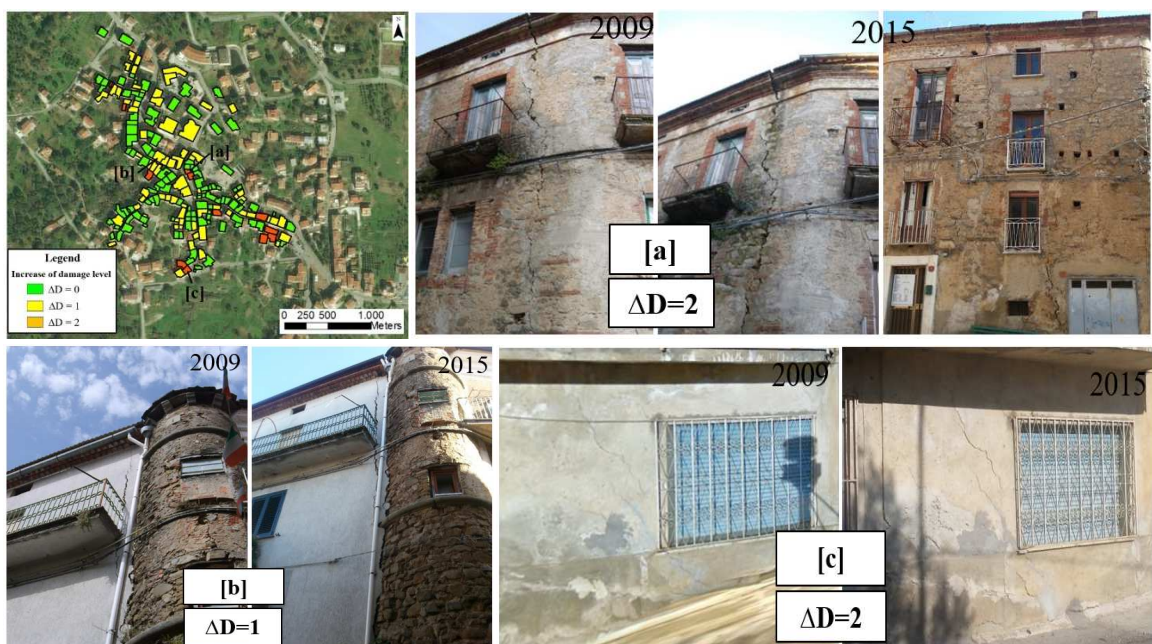 N
[a]
[b]
[c]
Legend
Increase of damage level
ΔD = 0
ΔD = 1
ΔD = 2
0 250 500 1.000
Meters
2009
2015
[a]
ΔD=2
2009
2015
[b]
ΔD=1
2009
2015
[c]
ΔD=2